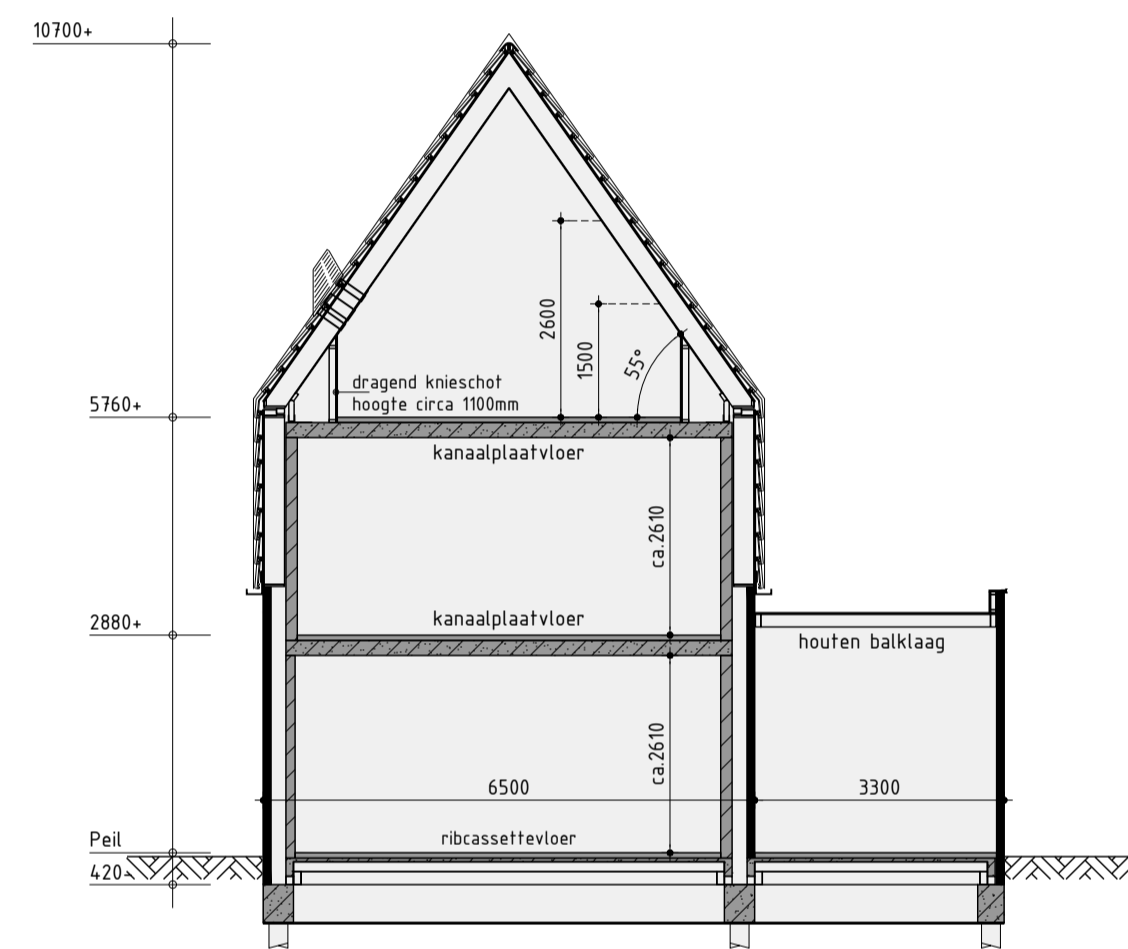 10700+
2600
1500
55°
dragend knieschot
hoogte circa 1100mm
5760+
kanaalplaatvloer
ca.2610
kanaalplaatvloer
2880+
houten balklaag
ca.2610
6500
3300
Peil
ribcassettevloer
420-